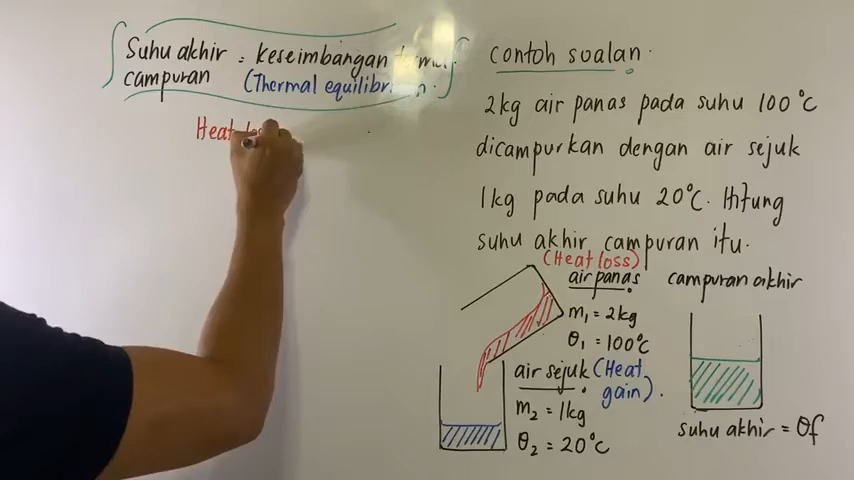 Suhu akhir = Keseimbangan
campuran (Thermal equilibri
Heat
contoh soalan.
2kg air panas pada suhu 100°C
dicampurkan dengan air sejuk
1kg pada suhu 20°C. Hitung
suhu akhir campuran itu.
(Heat loss)
air panas
m₁ = 2kg
θ₁ = 100°C
air sejuk (Heat
gain).
m₂ = 1kg
θ₂ = 20°C
campuran akhir
suhu akhir = θf